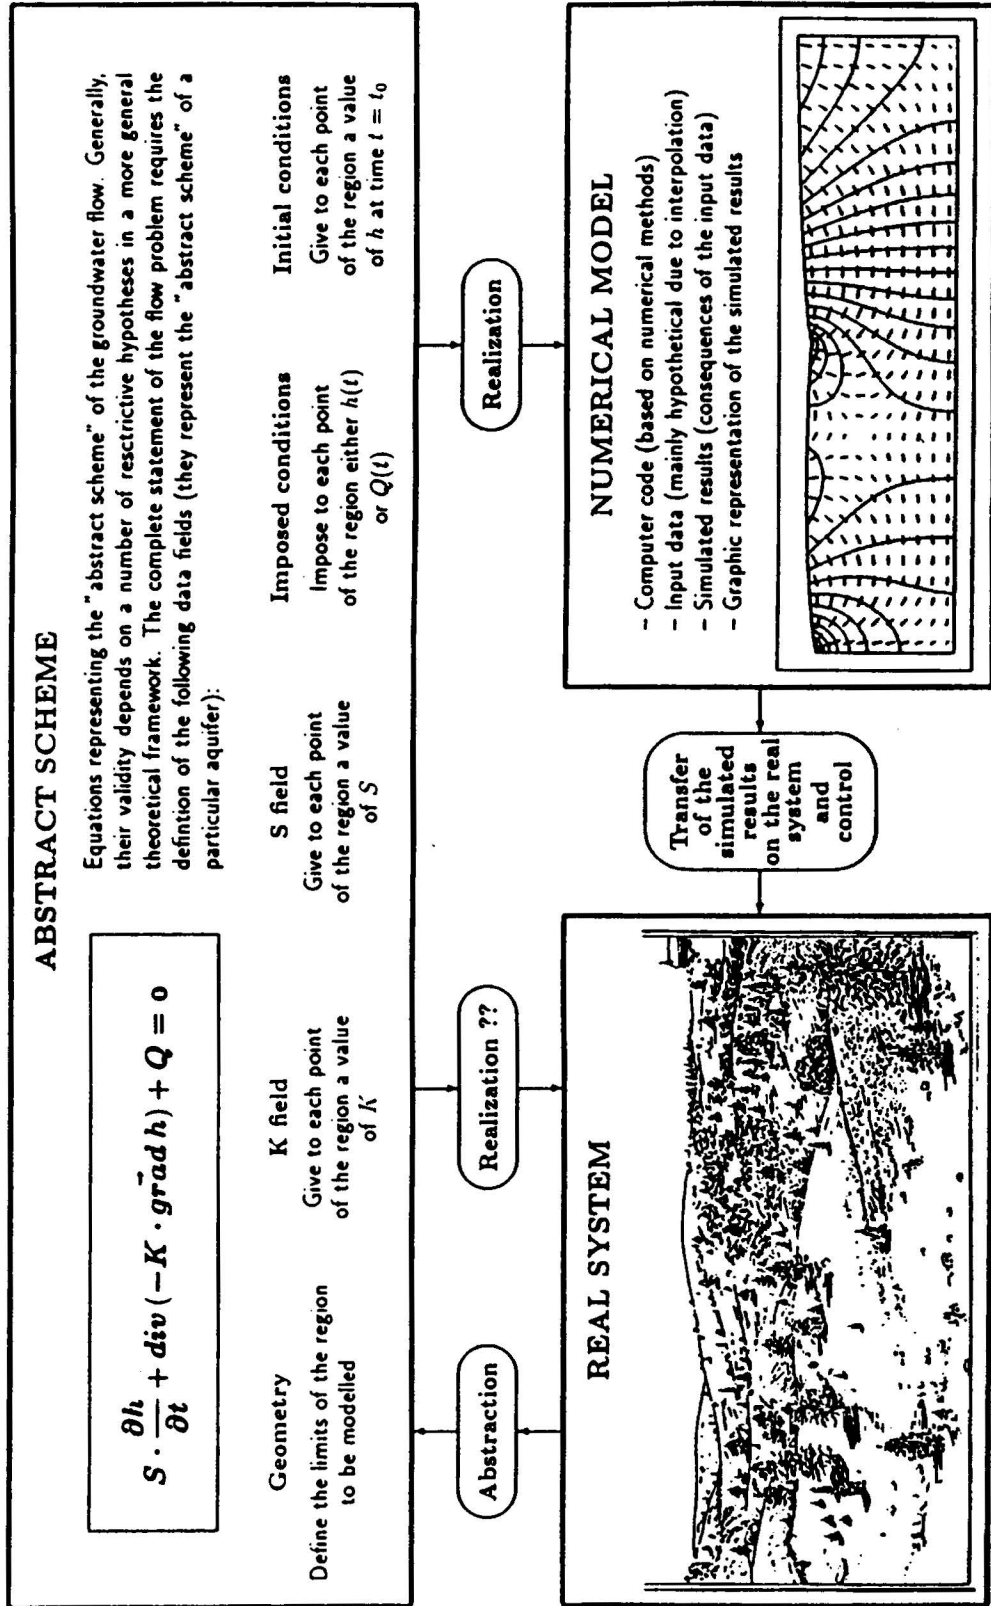 ABSTRACT SCHEME
S · ∂h/∂t + div (−K · grād h) + Q = 0
Equations representing the "abstract scheme" of the groundwater flow. Generally,
their validity depends on a number of resctrictive hypotheses in a more general
theoretical framework. The complete statement of the flow problem requires the
defintion of the following data fields (they represent the "abstract scheme" of a
particular aquifer):
Geometry
Define the limits of the region
to be modelled
K field
Give to each point
of the region a value
of K
S field
Give to each point
of the region a value
of S
Imposed conditions
Impose to each point
of the region either h(t)
or Q(t)
Initial conditions
Give to each point
of the region a value
of h at time t = t₀
Abstraction
Realization ??
Realization
REAL SYSTEM
Transfer
of the
simulated
results
on the real
system
and
control
NUMERICAL MODEL
– Computer code (based on numerical methods)
– Input data (mainly hypothetical due to interpolation)
– Simulated results (consequences of the input data)
– Graphic representation of the simulated results